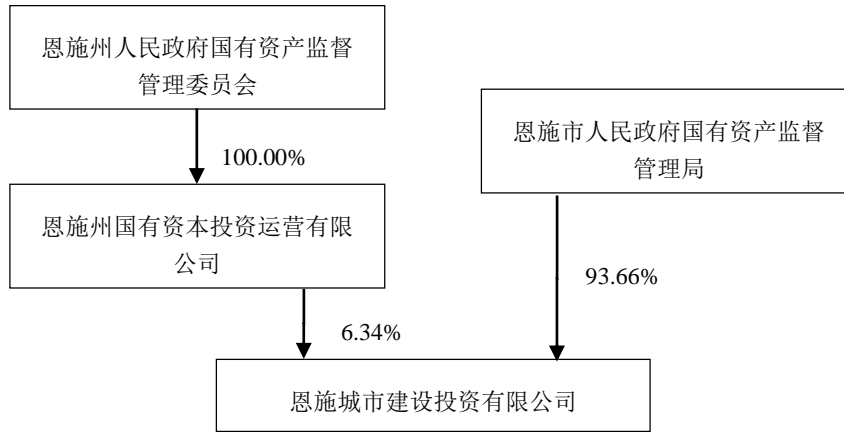 恩施州人民政府国有资产监督
管理委员会
恩施市人民政府国有资产监督
管理局
100.00%
恩施州国有资本投资运营有限
公司
93.66%
6.34%
恩施城市建设投资有限公司